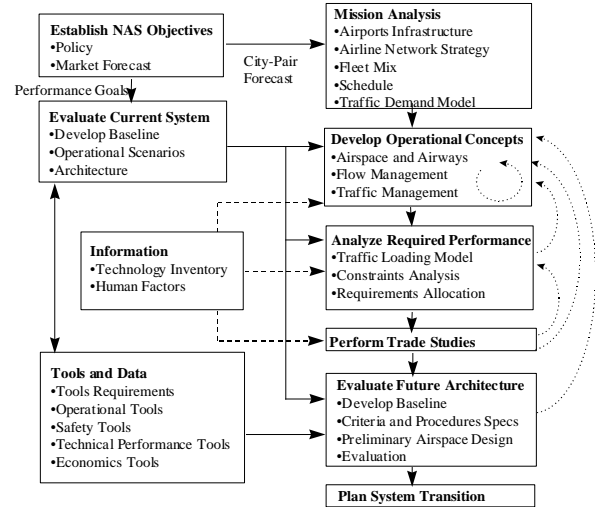 Establish NAS Objectives
•Policy
•Market Forecast
City-Pair
Forecast
Mission Analysis
•Airports Infrastructure
•Airline Network Strategy
•Fleet Mix
•Schedule
•Traffic Demand Model
Performance Goals
Evaluate Current System
•Develop Baseline
•Operational Scenarios
•Architecture
Develop Operational Concepts
•Airspace and Airways
•Flow Management
•Traffic Management
Information
•Technology Inventory
•Human Factors
Analyze Required Performance
•Traffic Loading Model
•Constraints Analysis
•Requirements Allocation
Perform Trade Studies
Tools and Data
•Tools Requirements
•Operational Tools
•Safety Tools
•Technical Performance Tools
•Economics Tools
Evaluate Future Architecture
•Develop Baseline
•Criteria and Procedures Specs
•Preliminary Airspace Design
•Evaluation
Plan System Transition